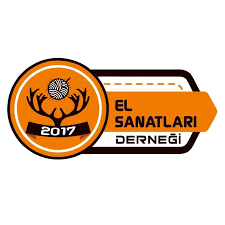 2017
EL
SANATLARI
DERNEĞİ